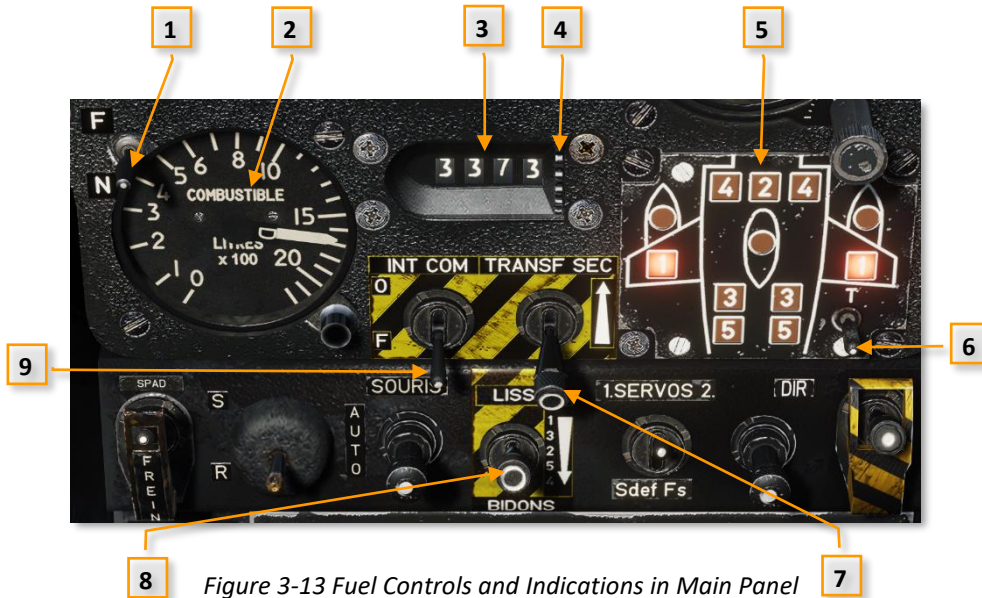 1 2 3 4 5
F
N
0 1 2 3 4 5 6 8 10 15 20
COMBUSTIBLE
LITRES
x 100
3 3 7 3
4 2 4
1 1
3 3
5 5
T
INT COM TRANSF SEC
O
F
9
6
SPAD
S
R
AUTO
FREIN
SOURIS
LISS
1
3
2
5
4
BIDONS
1.SERVOS 2.
Sdef Fs
DIR
8
7
Figure 3-13 Fuel Controls and Indications in Main Panel